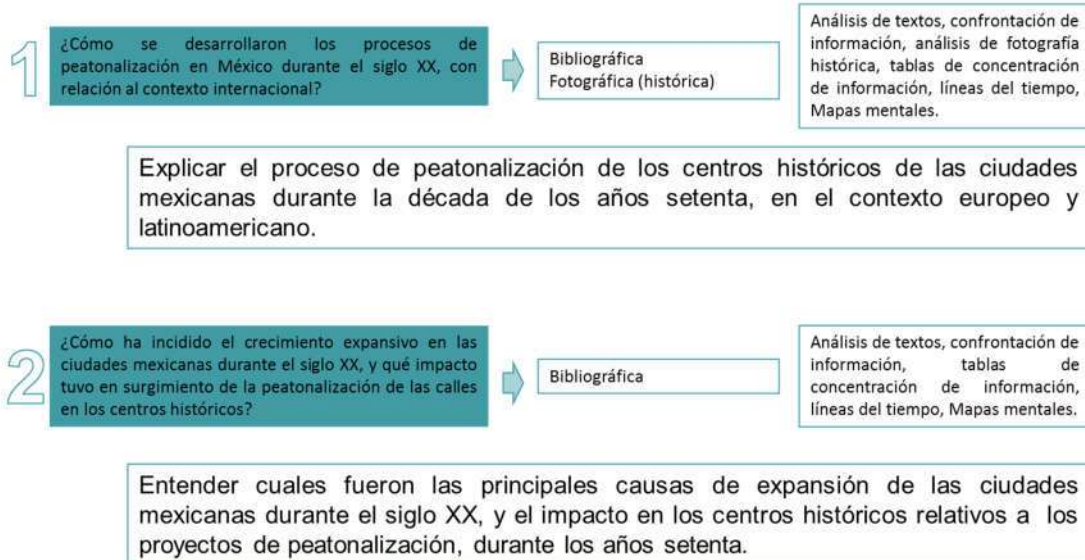 1
¿Cómo se desarrollaron los procesos de
peatonalización en México durante el siglo XX, con
relación al contexto internacional?
Bibliográfica
Fotográfica (histórica)
Análisis de textos, confrontación de
información, análisis de fotografía
histórica, tablas de concentración
de información, líneas del tiempo,
Mapas mentales.
Explicar el proceso de peatonalización de los centros históricos de las ciudades
mexicanas durante la década de los años setenta, en el contexto europeo y
latinoamericano.
2
¿Cómo ha incidido el crecimiento expansivo en las
ciudades mexicanas durante el siglo XX, y qué impacto
tuvo en surgimiento de la peatonalización de las calles
en los centros históricos?
Bibliográfica
Análisis de textos, confrontación de
información, tablas de
concentración de información,
líneas del tiempo, Mapas mentales.
Entender cuales fueron las principales causas de expansión de las ciudades
mexicanas durante el siglo XX, y el impacto en los centros históricos relativos a los
proyectos de peatonalización, durante los años setenta.